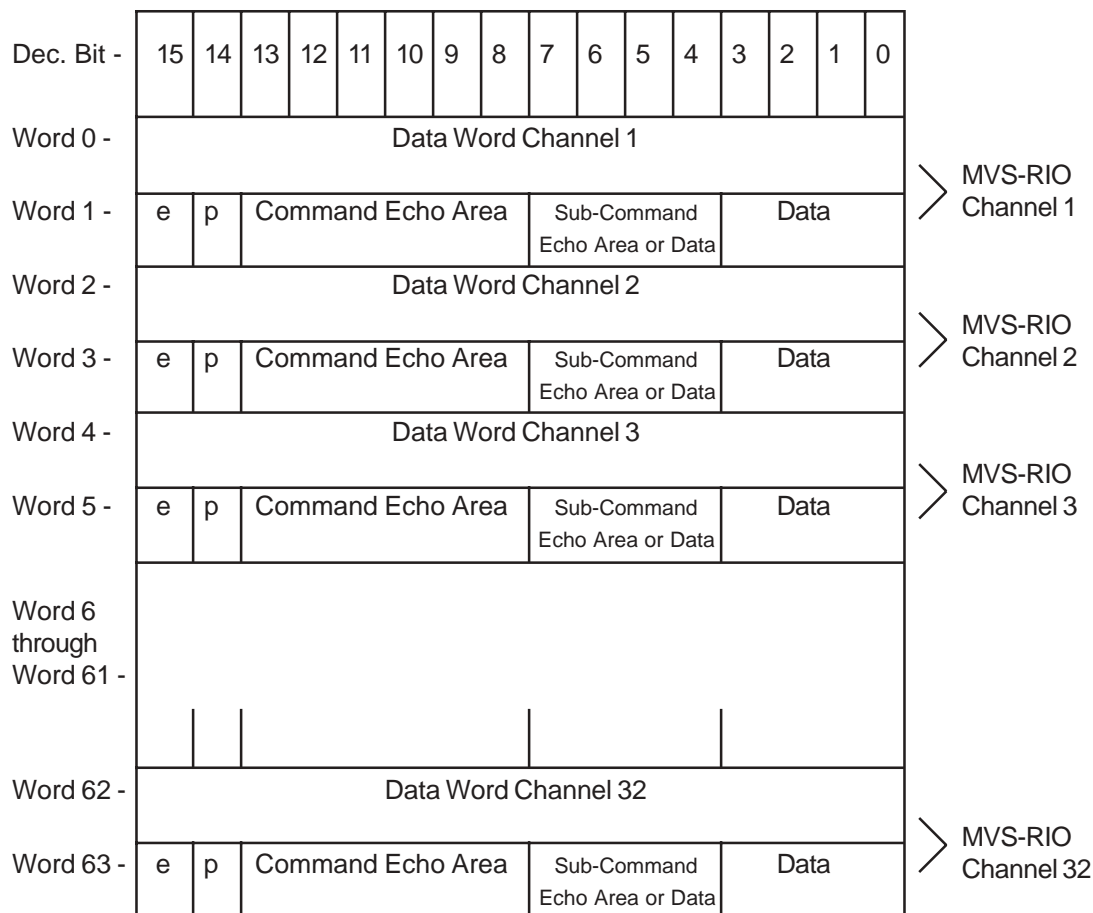 Dec. Bit - 15 14 13 12 11 10 9 8 7 6 5 4 3 2 1 0
Word 0 - Data Word Channel 1
MVS-RIO
Channel 1
Word 1 - e p Command Echo Area Sub-Command Data
Echo Area or Data
Word 2 - Data Word Channel 2
MVS-RIO
Channel 2
Word 3 - e p Command Echo Area Sub-Command Data
Echo Area or Data
Word 4 - Data Word Channel 3
MVS-RIO
Channel 3
Word 5 - e p Command Echo Area Sub-Command Data
Echo Area or Data
Word 6
through
Word 61 -
Word 62 - Data Word Channel 32
MVS-RIO
Channel 32
Word 63 - e p Command Echo Area Sub-Command Data
Echo Area or Data